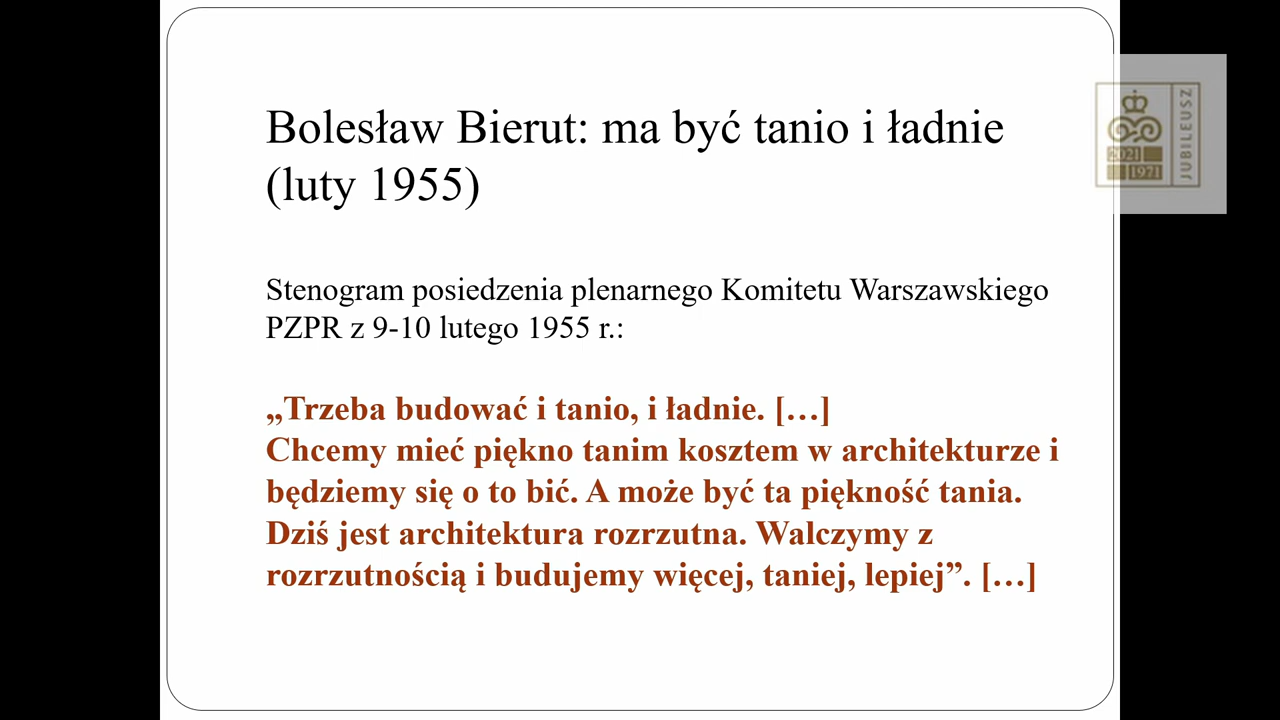 Bolesław Bierut: ma być tanio i ładnie
(luty 1955)
Stenogram posiedzenia plenarnego Komitetu Warszawskiego
PZPR z 9-10 lutego 1955 r.:
„Trzeba budować i tanio, i ładnie. […]
Chcemy mieć piękno tanim kosztem w architekturze i
będziemy się o to bić. A może być ta piękność tania.
Dziś jest architektura rozrzutna. Walczymy z
rozrzutnością i budujemy więcej, taniej, lepiej”. […]
2021
1971
JUBILEUSZ